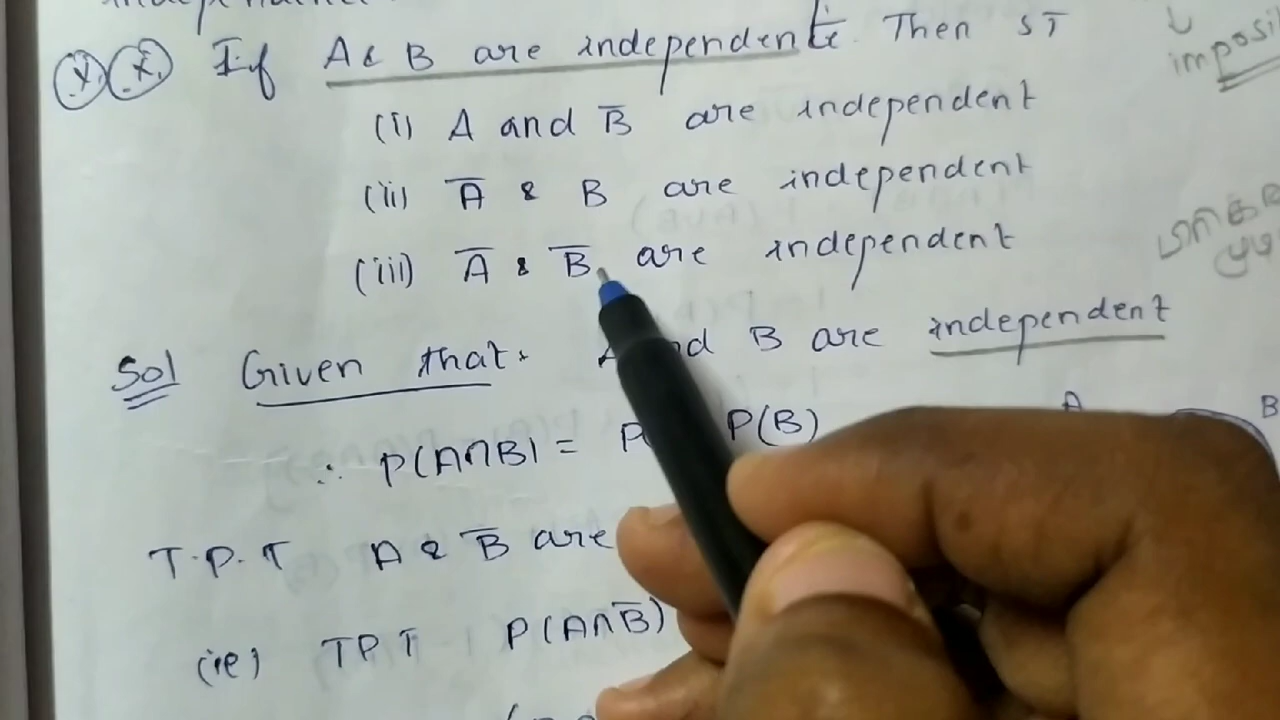 If A & B are independent. Then ST
imposi
(i) A and B̅ are independent
(ii) A̅ & B are independent
(iii) A̅ & B̅ are independent
Sol Given that. B are independent
A B
∴ P(A∩B) = P(B)
T.P.T A & B̅ are
(ie) TPT P(A∩B̅)